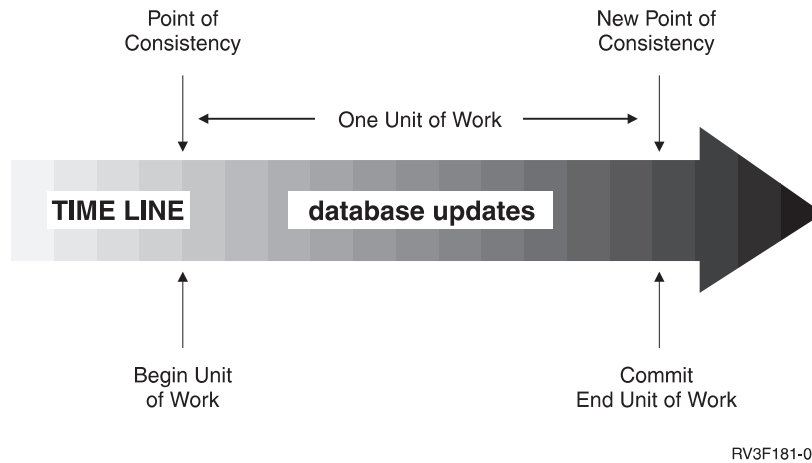 Point of
Consistency
New Point of
Consistency
One Unit of Work
TIME LINE
database updates
Begin Unit
of Work
Commit
End Unit of Work
RV3F181-0